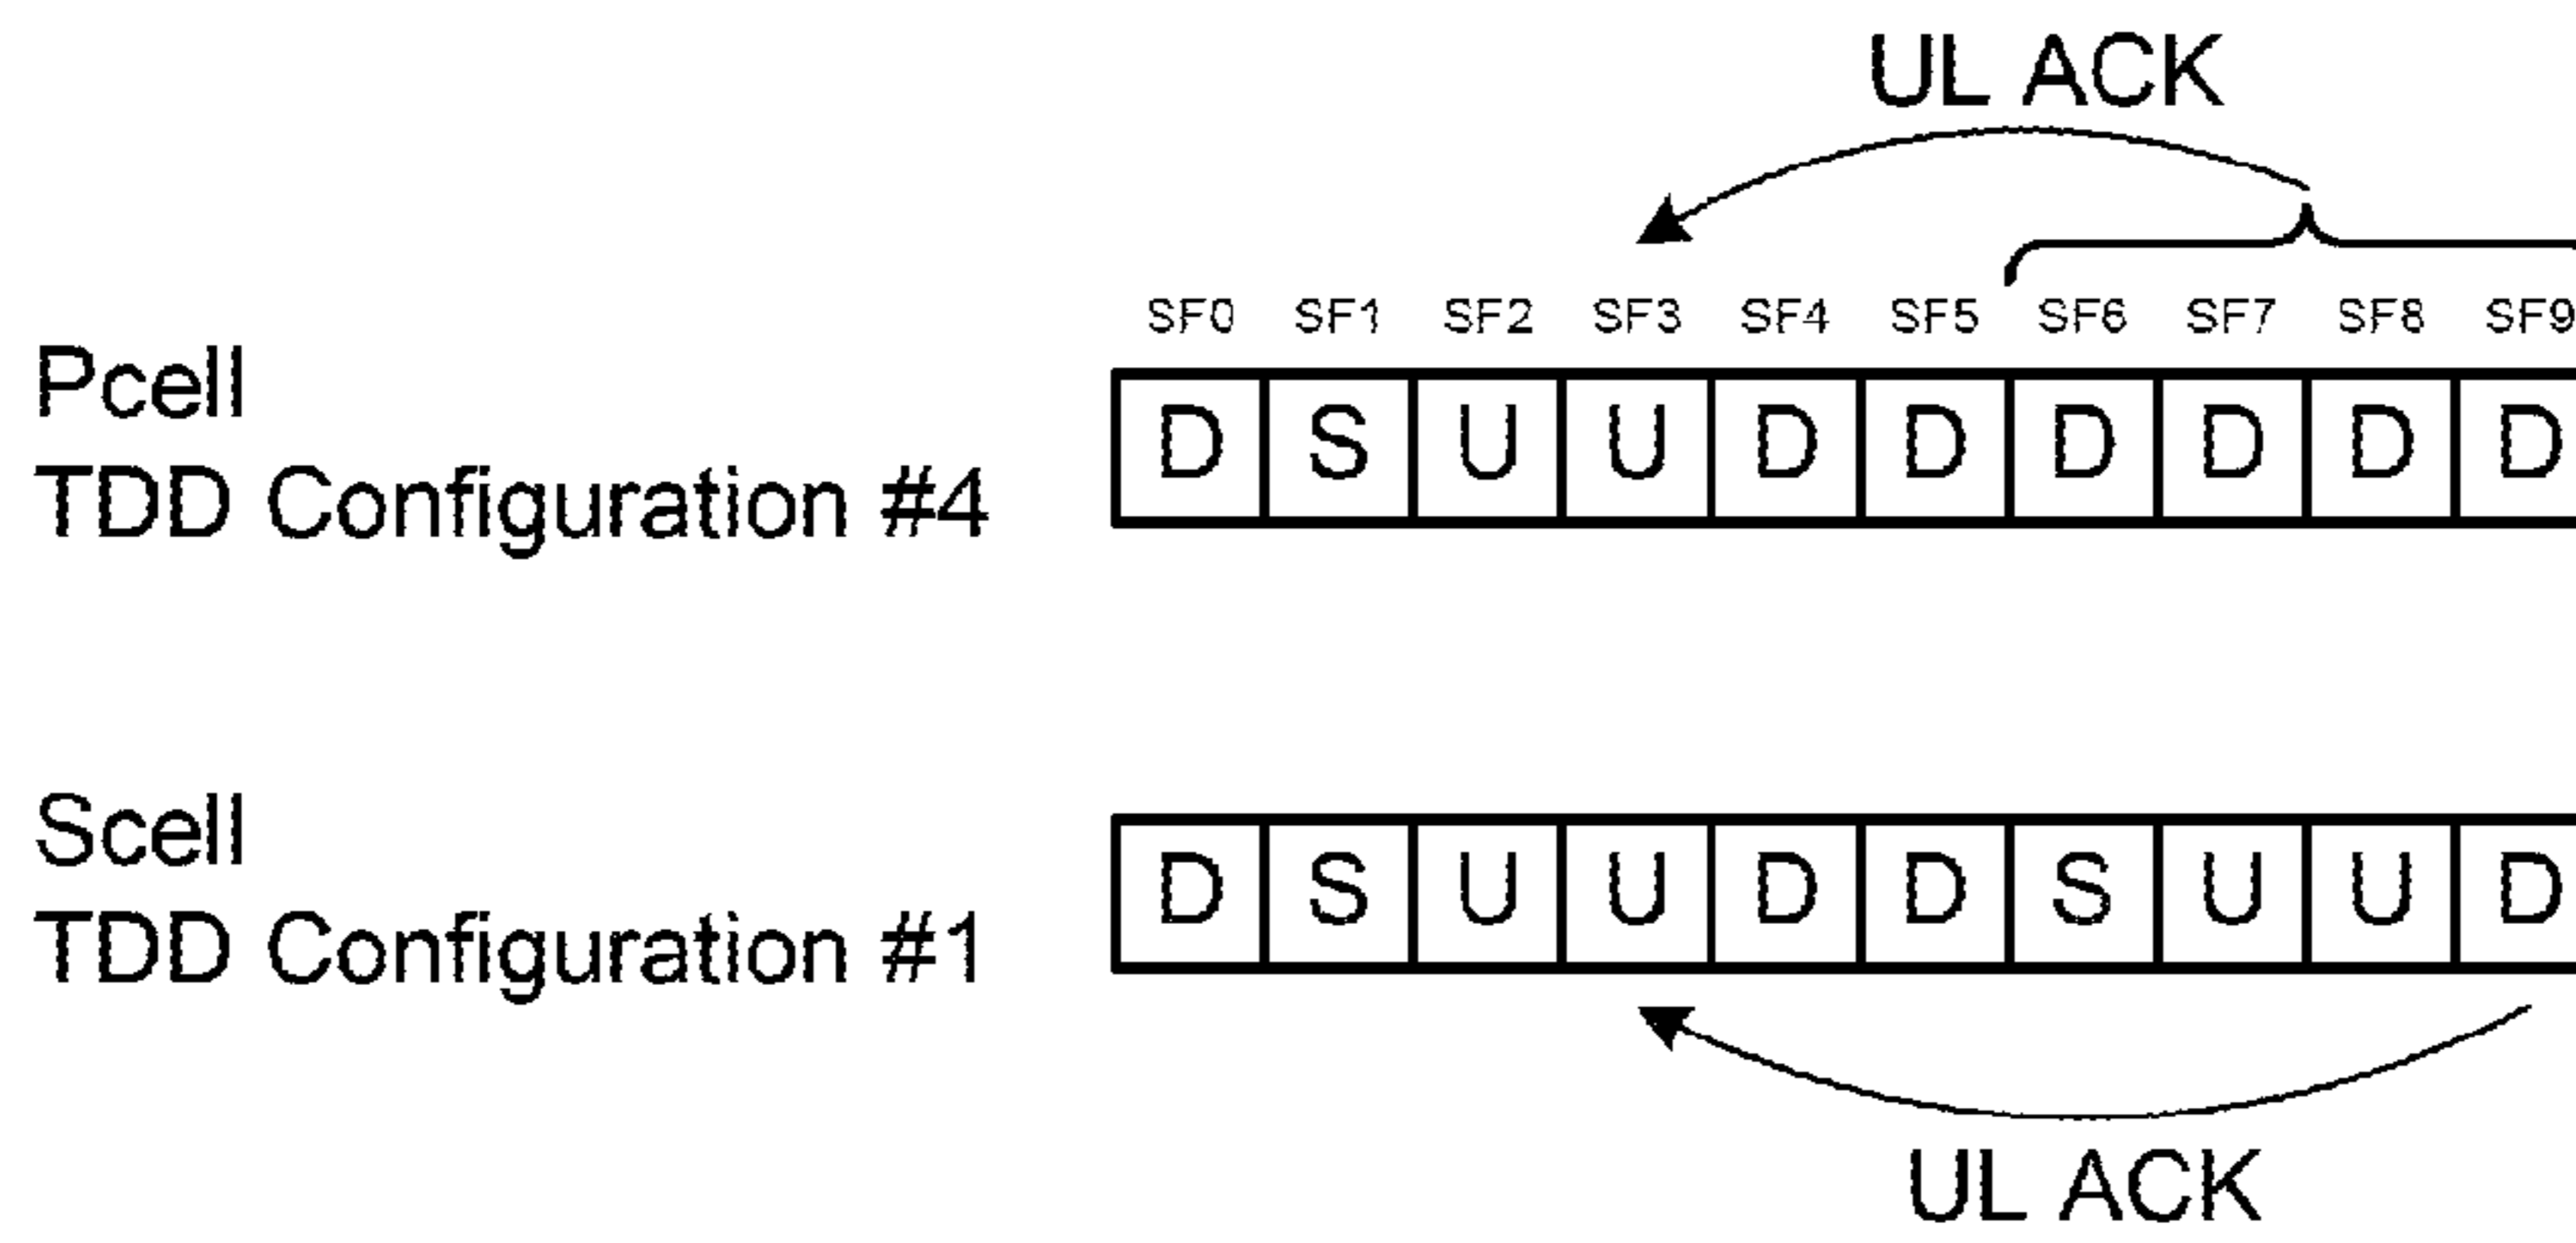 UL ACK
SF0 SF1 SF2 SF3 SF4 SF5 SF6 SF7 SF8 SF9
Pcell
TDD Configuration #4
D S U U D D D D D D
Scell
TDD Configuration #1
D S U U D D S U U D
UL ACK